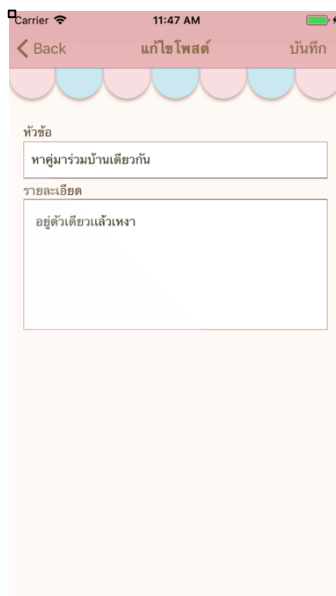 Carrier 11:47 AM
Back แก้ไขโพสต์ บันทึก
หัวข้อ
หาคู่มาร่วมบ้านเดียวกัน
รายละเอียด
อยู่ตัวเดียวแล้วเหงา